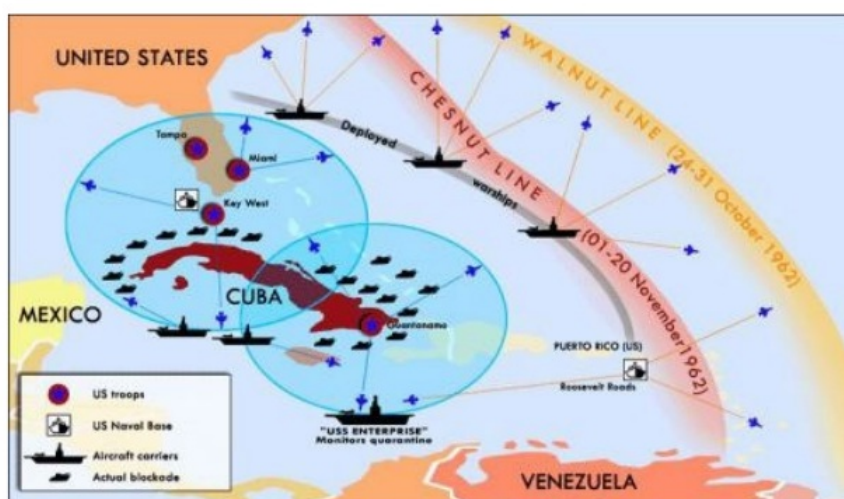 UNITED STATES
WALNUT LINE (24-31 October 1962)
CHESNUT LINE (01-20 November 1962)
Deployed warships
Tampa
Miami
Key West
CUBA
MEXICO
Guantanamo
PUERTO RICO (US)
Roosevelt Roads
"USS ENTERPRISE"
Monitors quarantine
VENEZUELA
US troops
US Naval Base
Aircraft carriers
Actual blockade